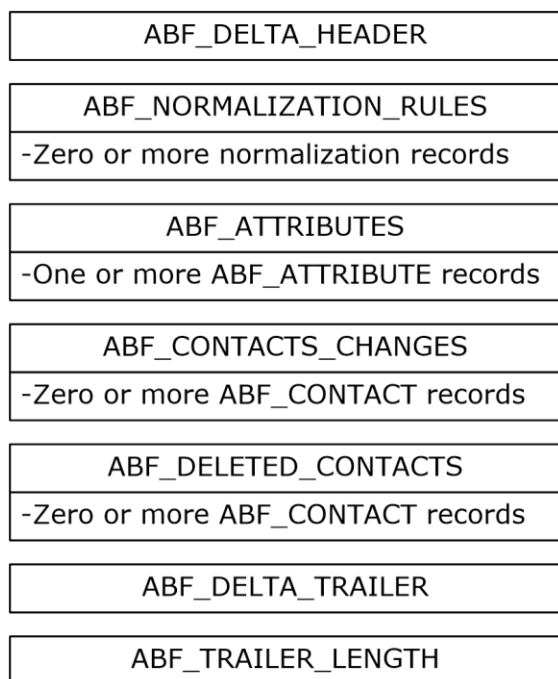 ABF_DELTA_HEADER
ABF_NORMALIZATION_RULES
-Zero or more normalization records
ABF_ATTRIBUTES
-One or more ABF_ATTRIBUTE records
ABF_CONTACTS_CHANGES
-Zero or more ABF_CONTACT records
ABF_DELETED_CONTACTS
-Zero or more ABF_CONTACT records
ABF_DELTA_TRAILER
ABF_TRAILER_LENGTH